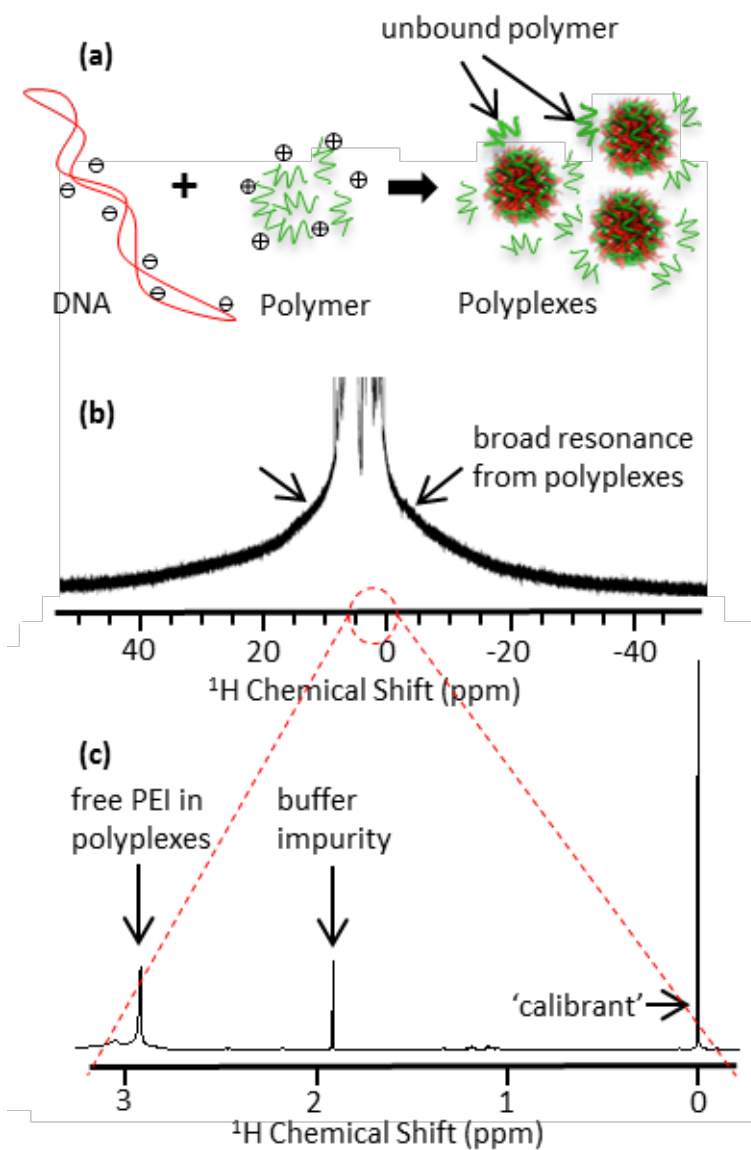 unbound polymer
(a)
+
DNA
Polymer
Polyplexes
(b)
broad resonance
from polyplexes
40 20 0 -20 -40
¹H Chemical Shift (ppm)
(c)
free PEI in
polyplexes
buffer
impurity
‘calibrant’
3 2 1 0
¹H Chemical Shift (ppm)